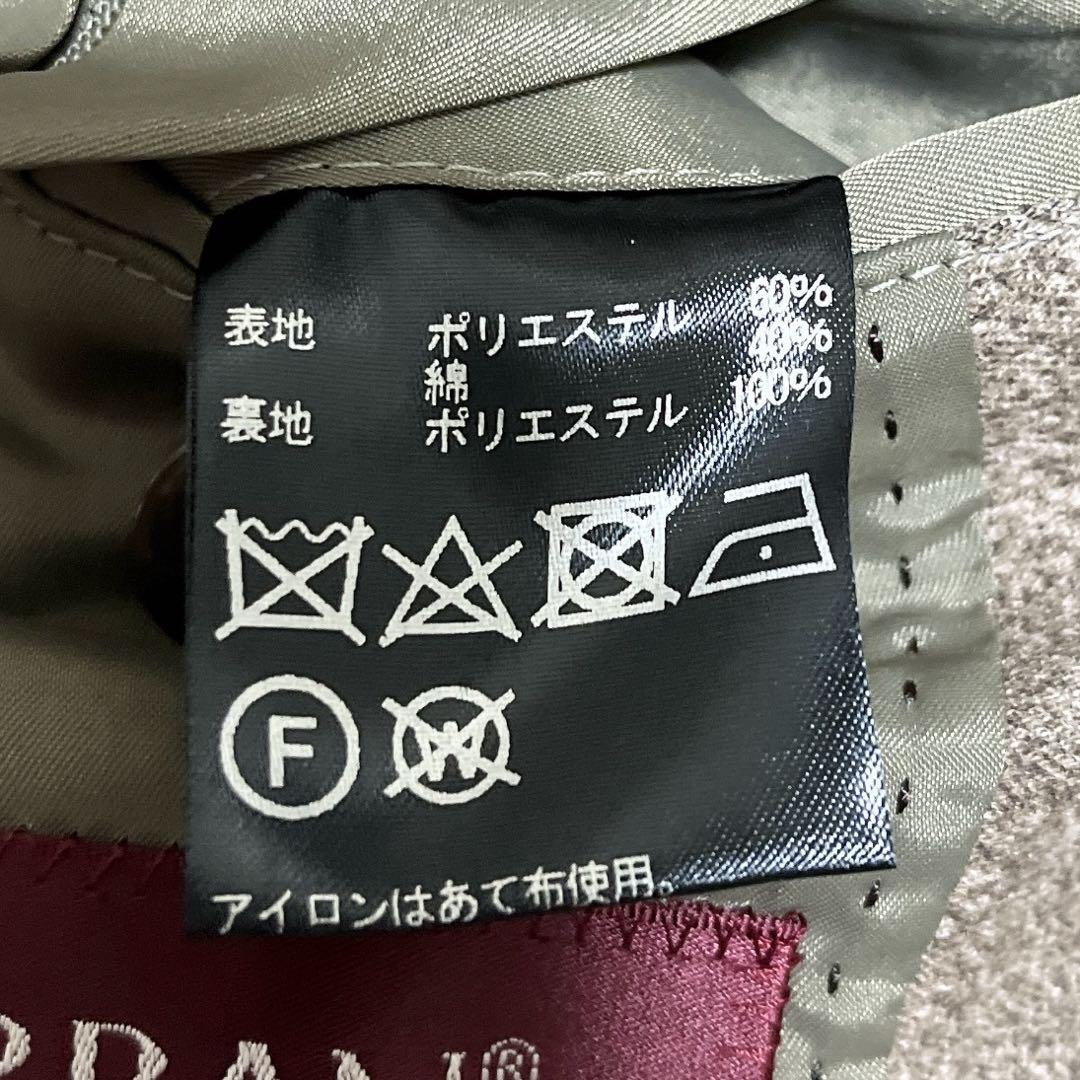 表地 ポリエステル 60%
綿 40%
裏地 ポリエステル 100%
F
W
アイロンはあて布使用。